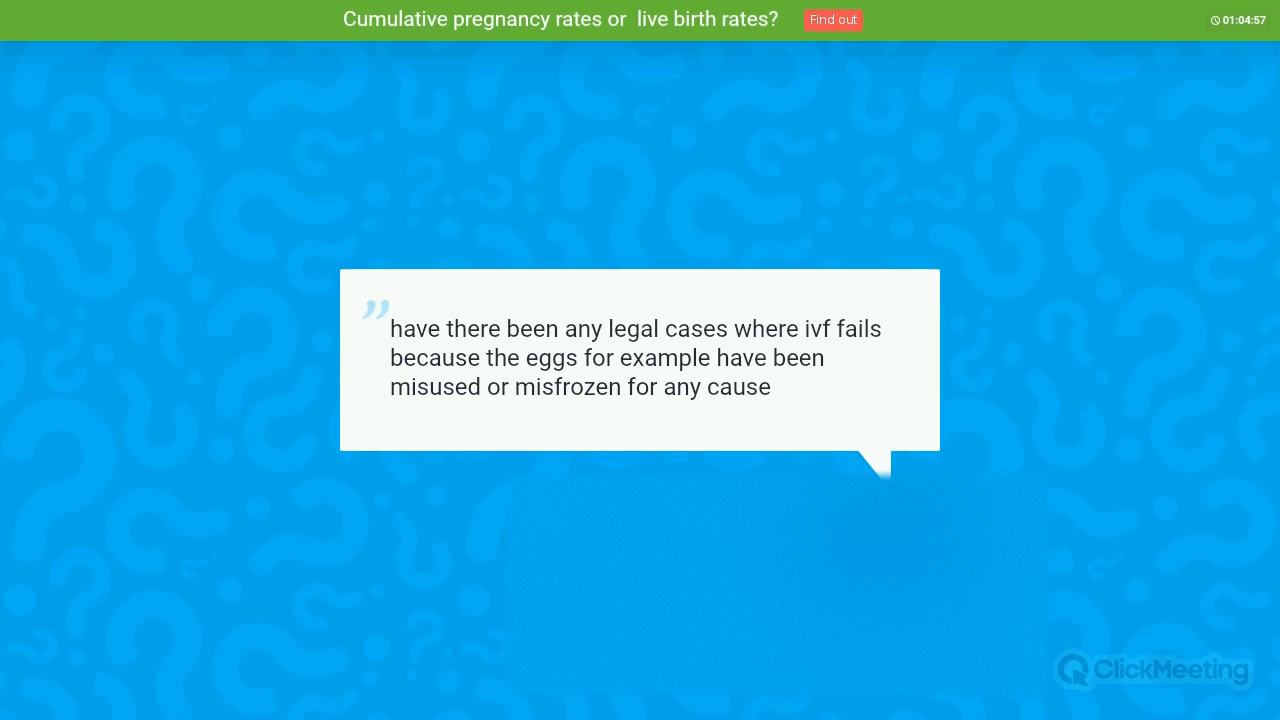 Cumulative pregnancy rates or  live birth rates?
Find out
01:04:57
”
have there been any legal cases where ivf fails
because the eggs for example have been
misused or misfrozen for any cause
ClickMeeting